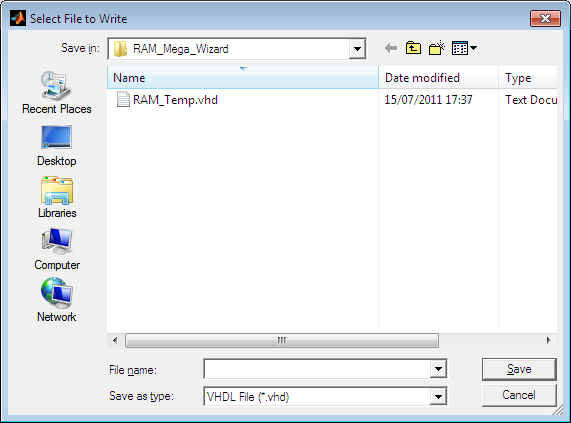 Select File to Write
Save in: RAM_Mega_Wizard
Name Date modified Type
RAM_Temp.vhd 15/07/2011 17:37 Text Docu
Recent Places
Desktop
Libraries
Computer
Network
File name: Save
Save as type: VHDL File (*.vhd) Cancel